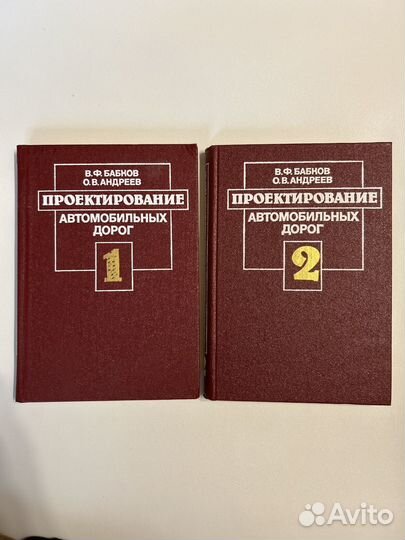 В.Ф.БАБКОВ
О.В.АНДРЕЕВ
ПРОЕКТИРОВАНИЕ
АВТОМОБИЛЬНЫХ
ДОРОГ
1
В.Ф.БАБКОВ
О.В.АНДРЕЕВ
ПРОЕКТИРОВАНИЕ
АВТОМОБИЛЬНЫХ
ДОРОГ
2
Avito